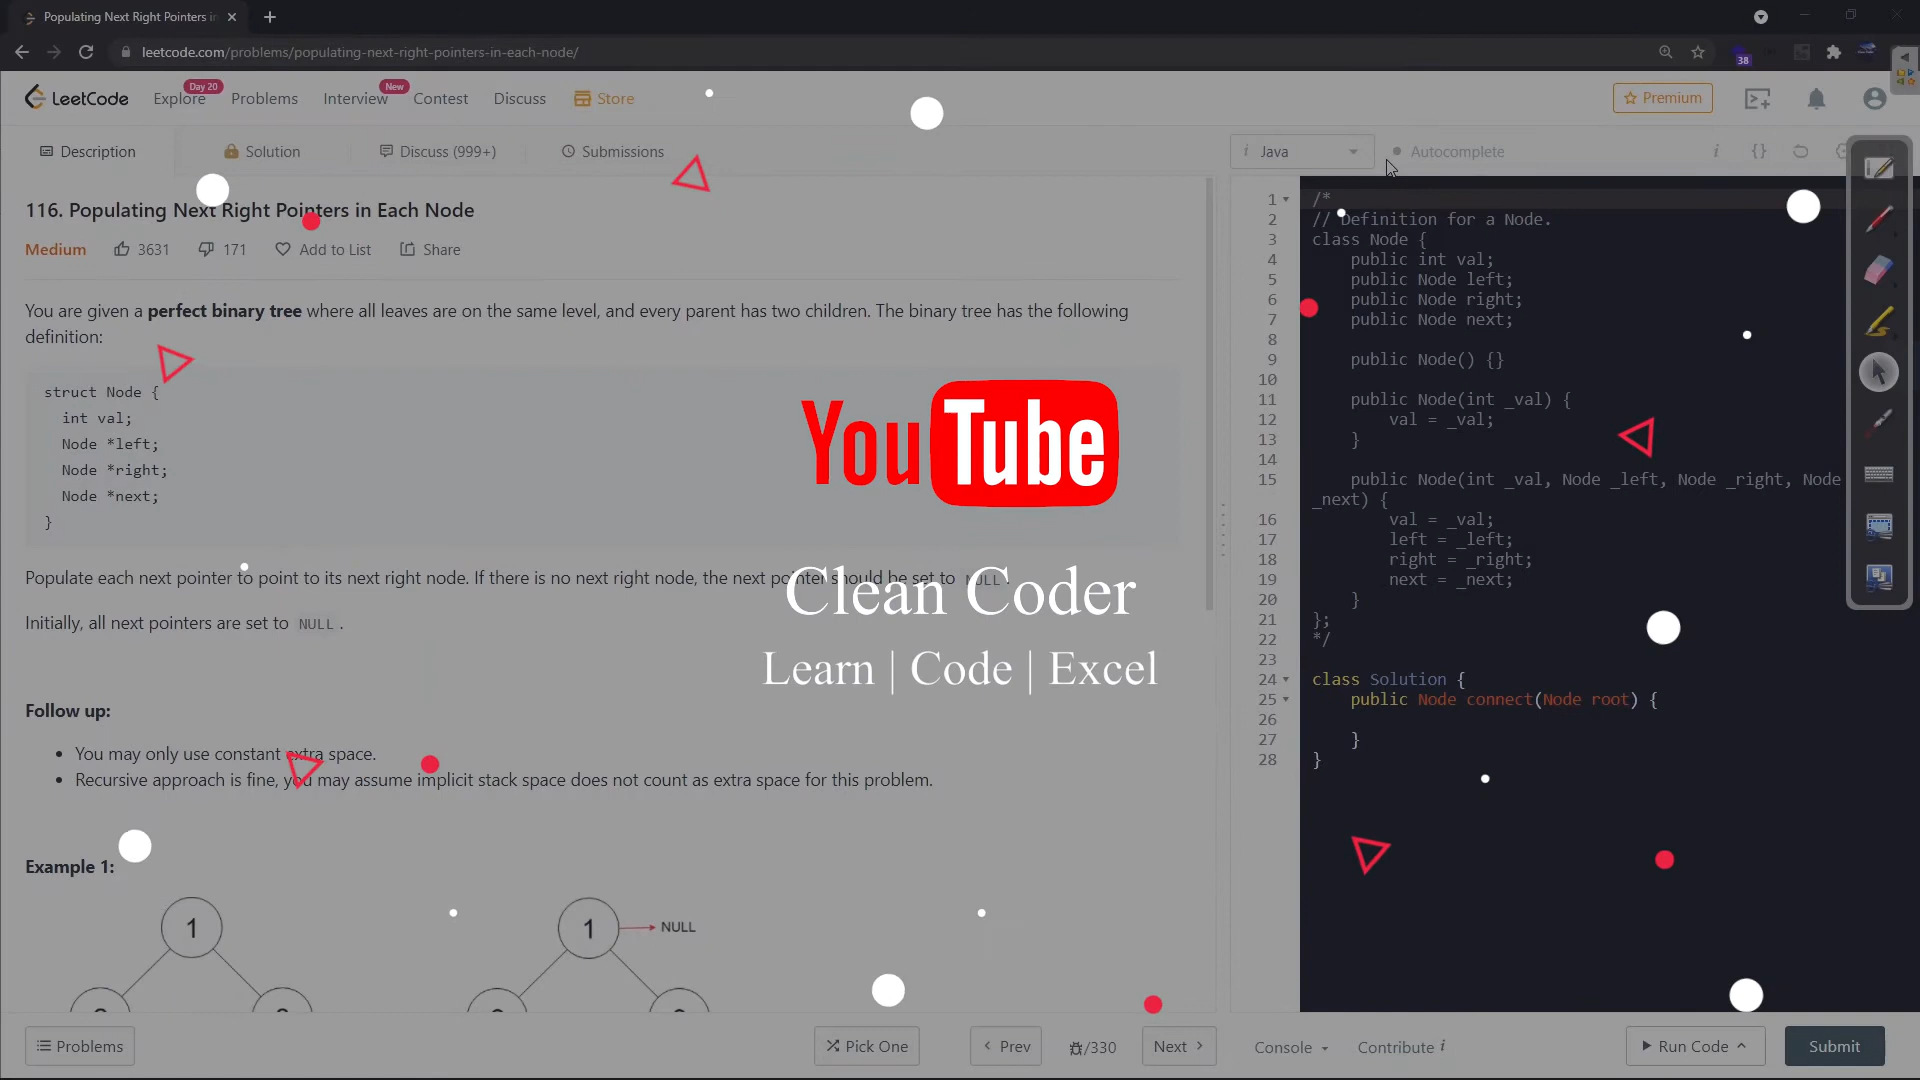 Populating Next Right Pointers in
leetcode.com/problems/populating-next-right-pointers-in-each-node/
38
LeetCode
Explore
Day 20
Problems
Interview
New
Contest
Discuss
Store
Premium
Description
Solution
Discuss (999+)
Submissions
i Java
Autocomplete
i {}
116. Populating Next Right Pointers in Each Node
Medium
3631
171
Add to List
Share
You are given a perfect binary tree where all leaves are on the same level, and every parent has two children. The binary tree has the following
definition:
struct Node {
int val;
Node *left;
Node *right;
Node *next;
}
Populate each next pointer to point to its next right node. If there is no next right node, the next pointer should be set to NULL.
Initially, all next pointers are set to NULL.
Follow up:
• You may only use constant extra space.
• Recursive approach is fine, you may assume implicit stack space does not count as extra space for this problem.
Example 1:
1
1
NULL
YouTube
Clean Coder
Learn | Code | Excel
1 /*
2 // Definition for a Node.
3 class Node {
4 public int val;
5 public Node left;
6 public Node right;
7 public Node next;
8
9 public Node() {}
10
11 public Node(int _val) {
12 val = _val;
13 }
14
15 public Node(int _val, Node _left, Node _right, Node
_next) {
16 val = _val;
17 left = _left;
18 right = _right;
19 next = _next;
20 }
21 };
22 */
23
24 class Solution {
25 public Node connect(Node root) {
26
27 }
28 }
Problems
Pick One
Prev
/330
Next
Console
Contribute i
Run Code
Submit